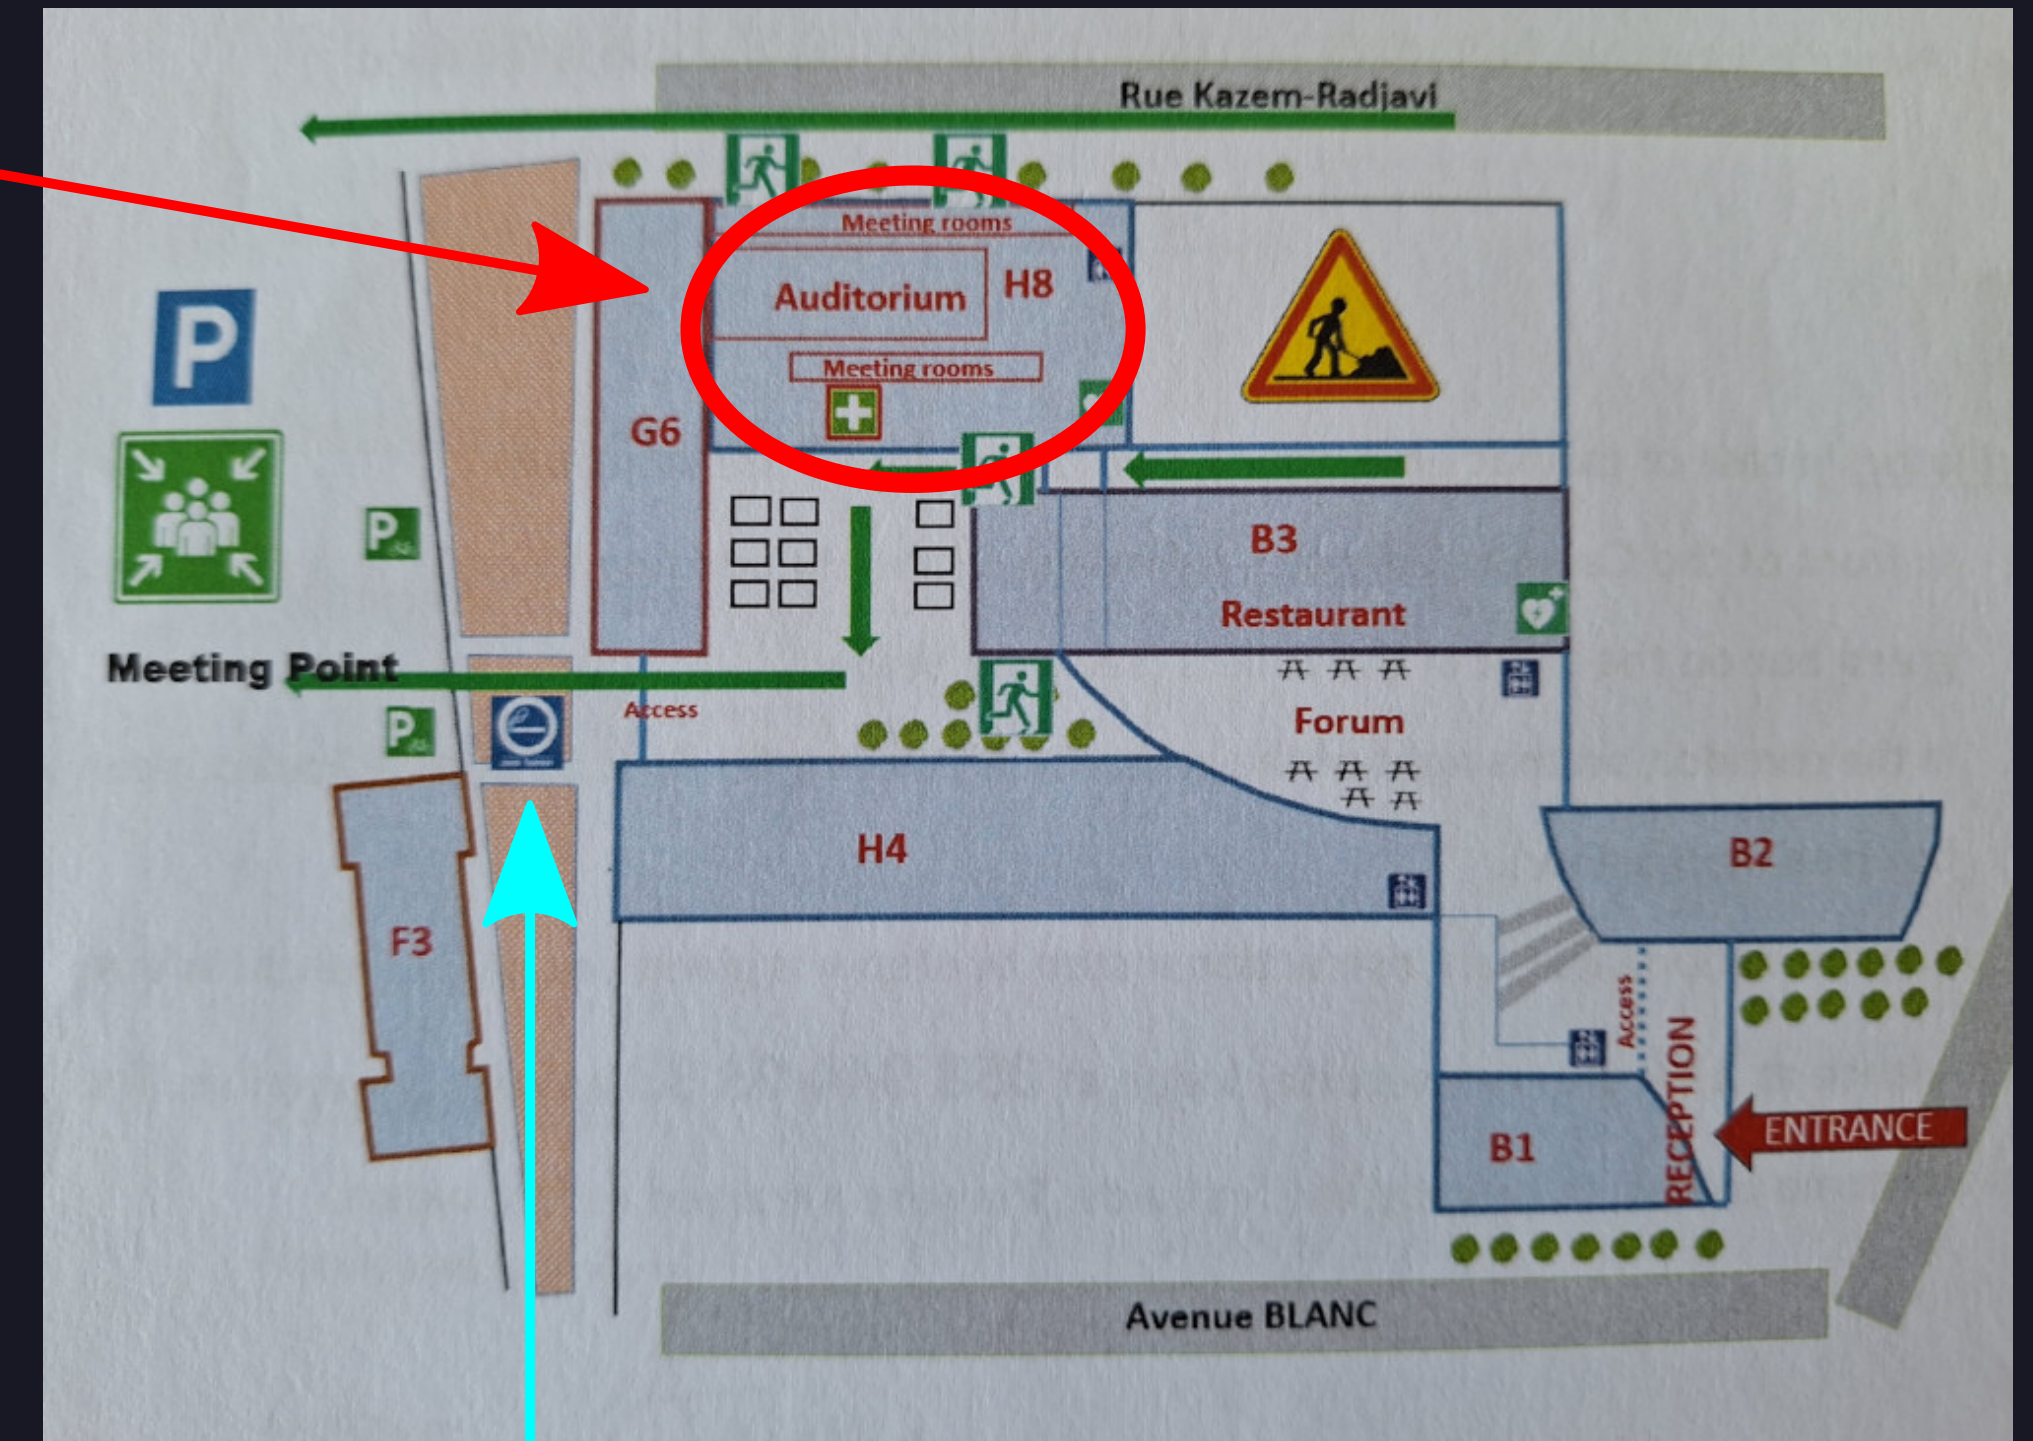 Rue Kazem-Radjavi
Meeting rooms
Auditorium
H8
Meeting rooms
P
G6
P
B3
Restaurant
Meeting Point
Access
P
Forum
H4
B2
F3
Access
RECEPTION
ENTRANCE
B1
Avenue BLANC